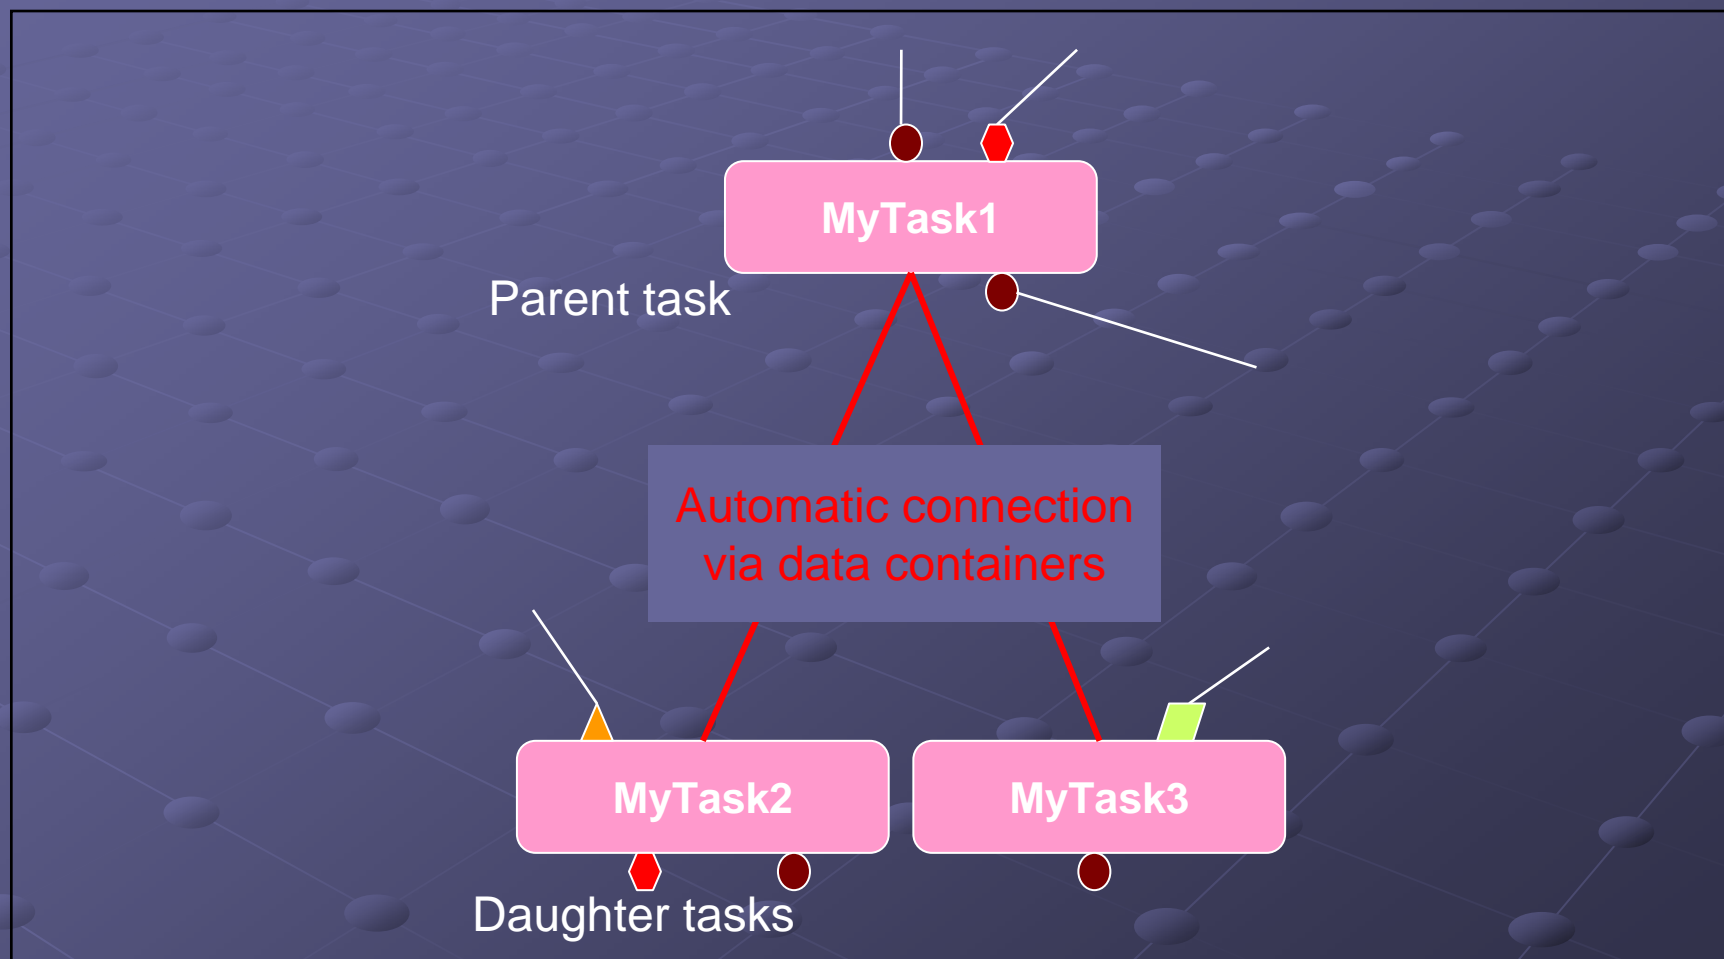 MyTask1
Parent task
Automatic connection
via data containers
MyTask2
MyTask3
Daughter tasks